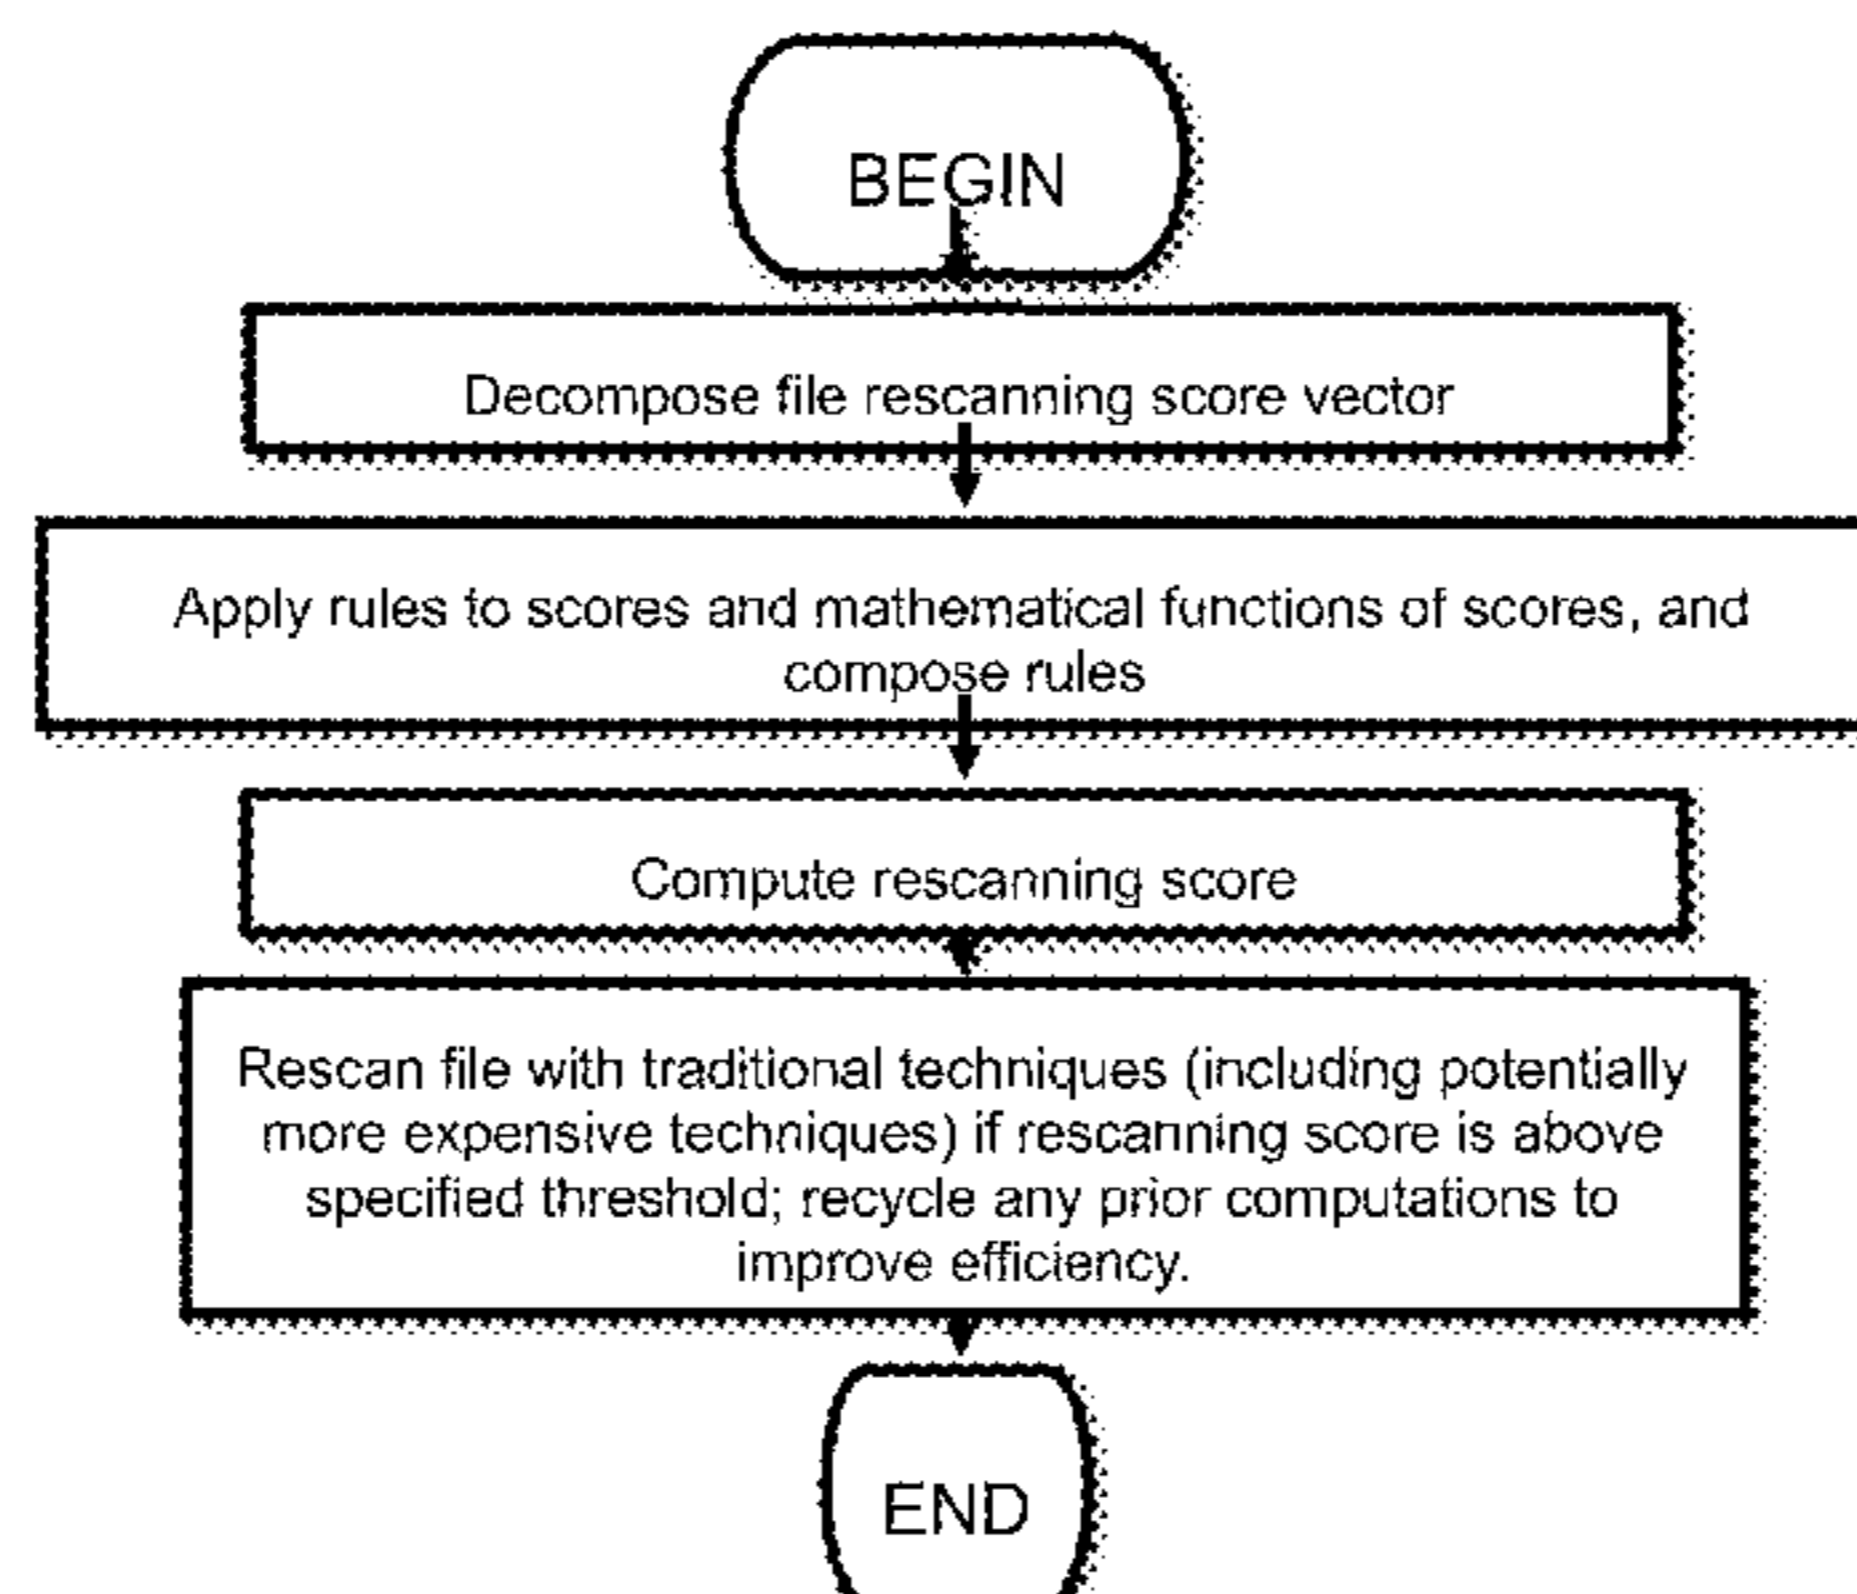 BEGIN
Decompose file rescanning score vector
Apply rules to scores and mathematical functions of scores, and
compose rules
Compute rescanning score
Rescan file with traditional techniques (including potentially
more expensive techniques) if rescanning score is above
specified threshold; recycle any prior computations to
improve efficiency.
END